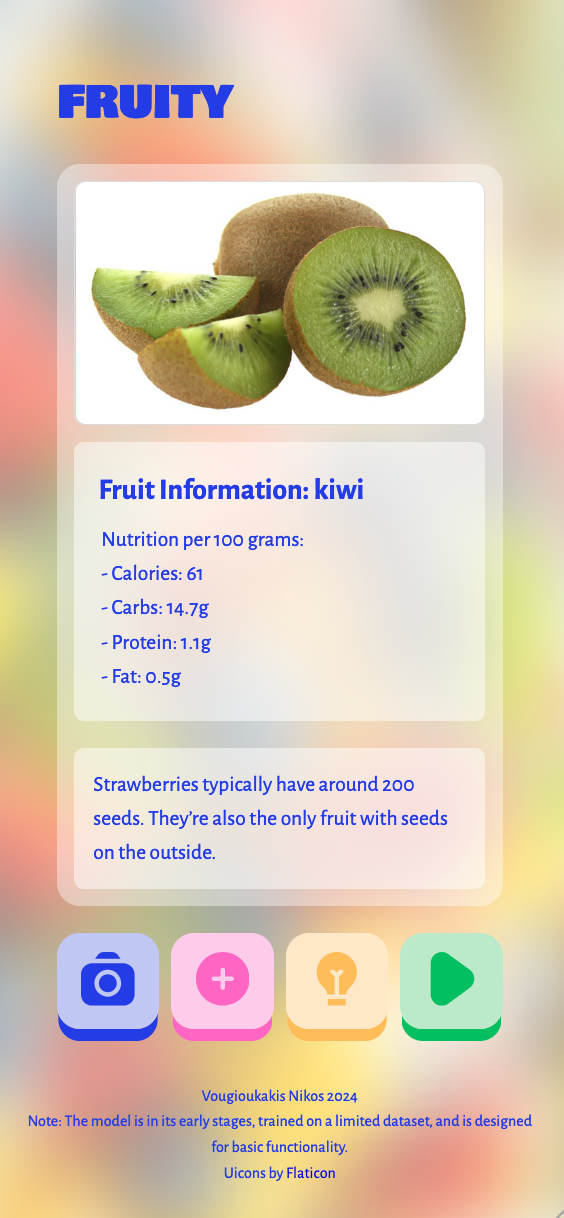 FRUITY
Fruit Information: kiwi
Nutrition per 100 grams:
- Calories: 61
- Carbs: 14.7g
- Protein: 1.1g
- Fat: 0.5g
Strawberries typically have around 200
seeds. They’re also the only fruit with seeds
on the outside.
Vougioukakis Nikos 2024
Note: The model is in its early stages, trained on a limited dataset, and is designed
for basic functionality.
Uicons by Flaticon